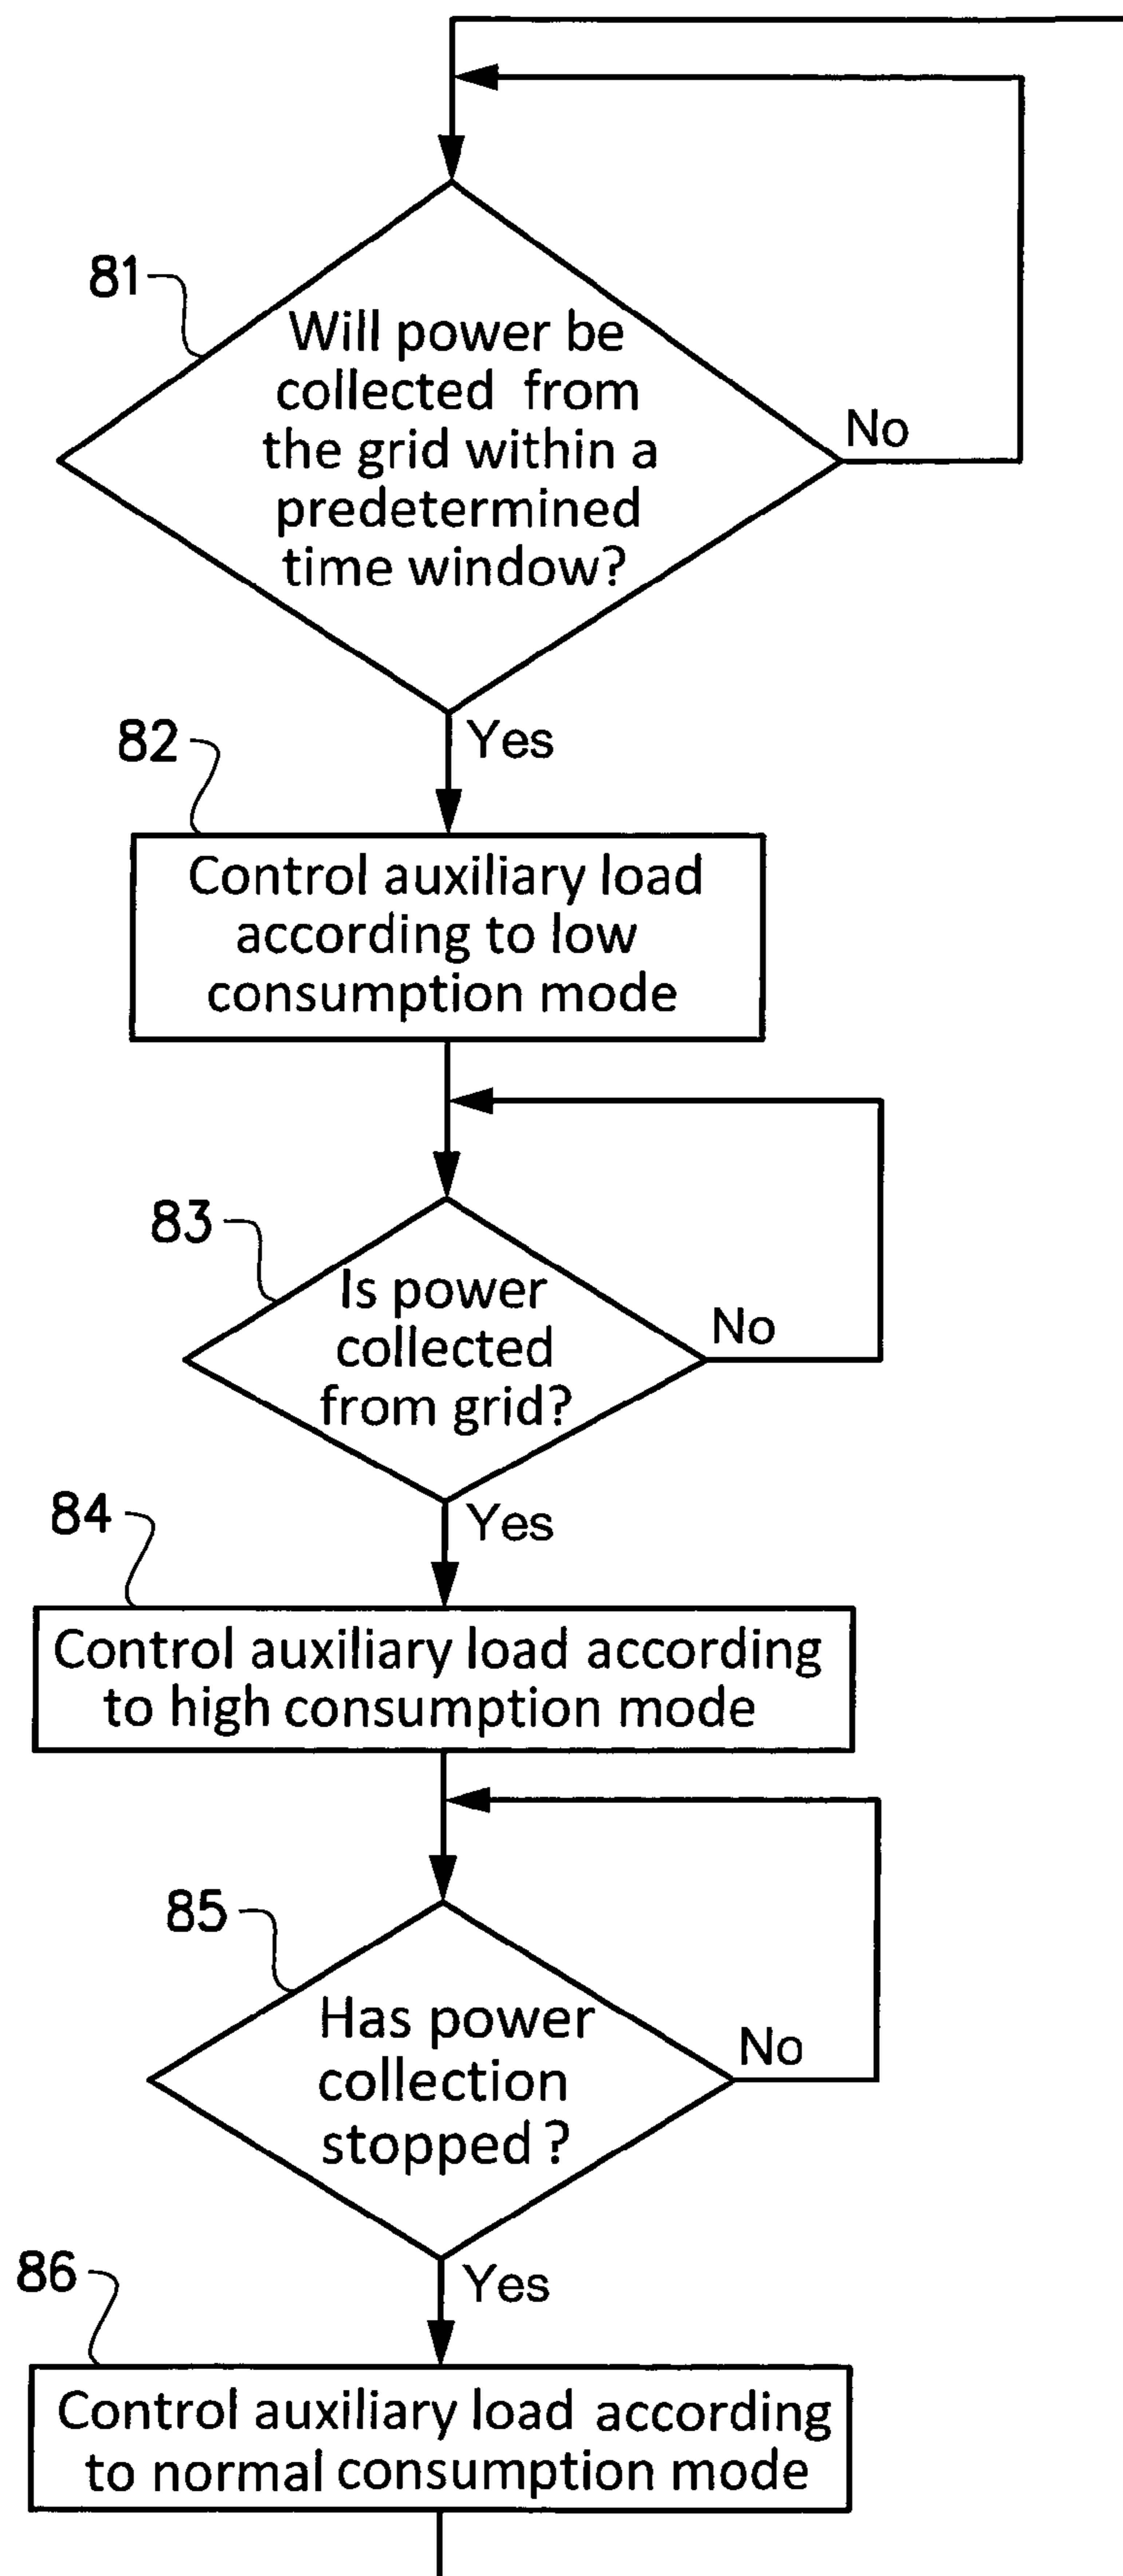 81
Will power be
collected from
the grid within a
predetermined
time window?
No
Yes
82
Control auxiliary load
according to low
consumption mode
83
Is power
collected
from grid?
No
Yes
84
Control auxiliary load according
to high consumption mode
85
Has power
collection
stopped ?
No
Yes
86
Control auxiliary load according
to normal consumption mode